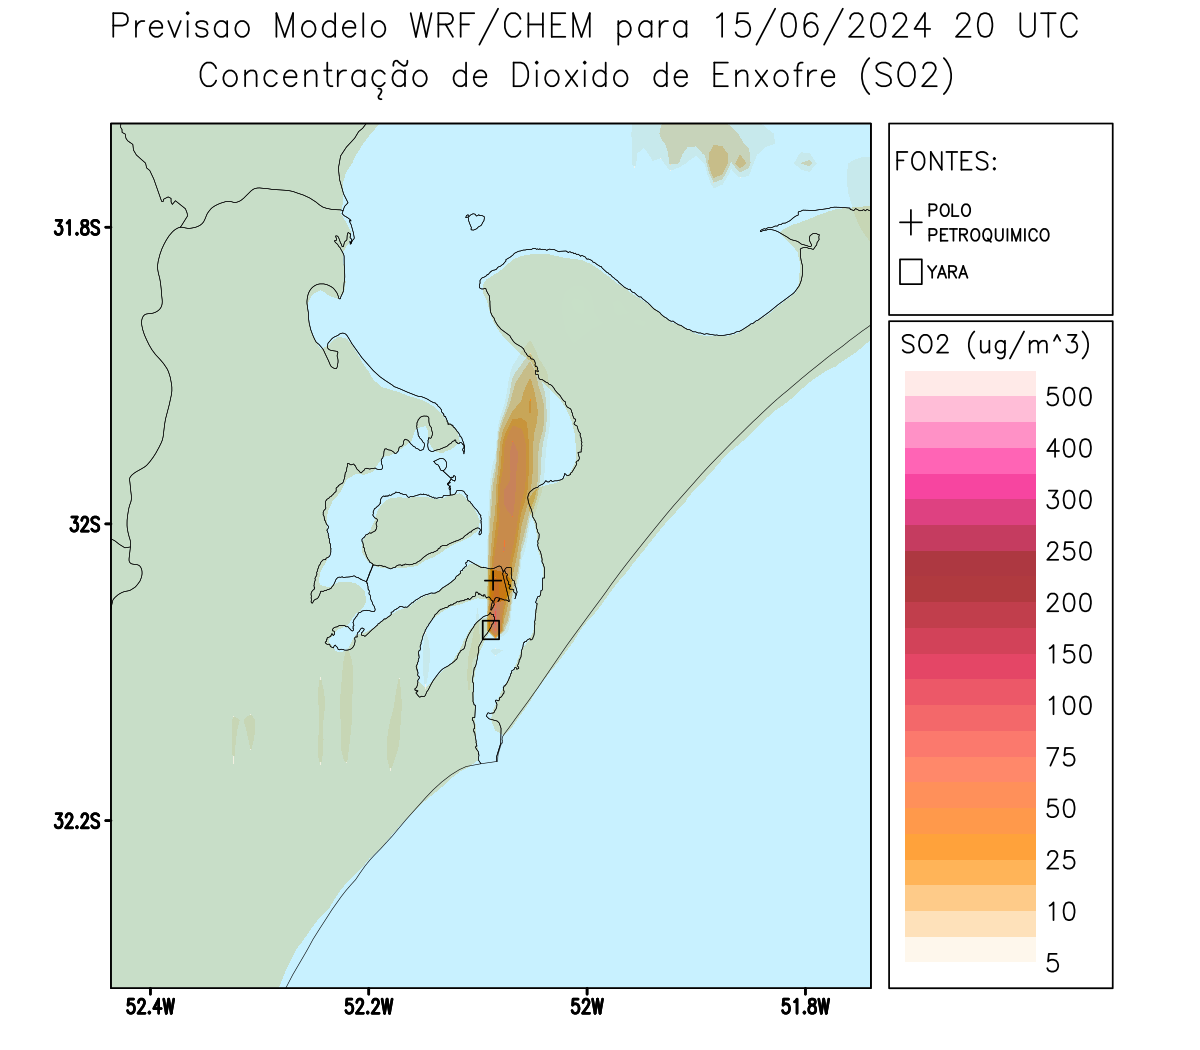 Previsao Modelo WRF/CHEM para 15/06/2024 20 UTC
Concentração de Dioxido de Enxofre (SO2)
FONTES:
POLO
PETROQUIMICO
YARA
31.8S
32S
32.2S
52.4W
52.2W
52W
51.8W
SO2 (ug/m^3)
500
400
300
250
200
150
100
75
50
25
10
5